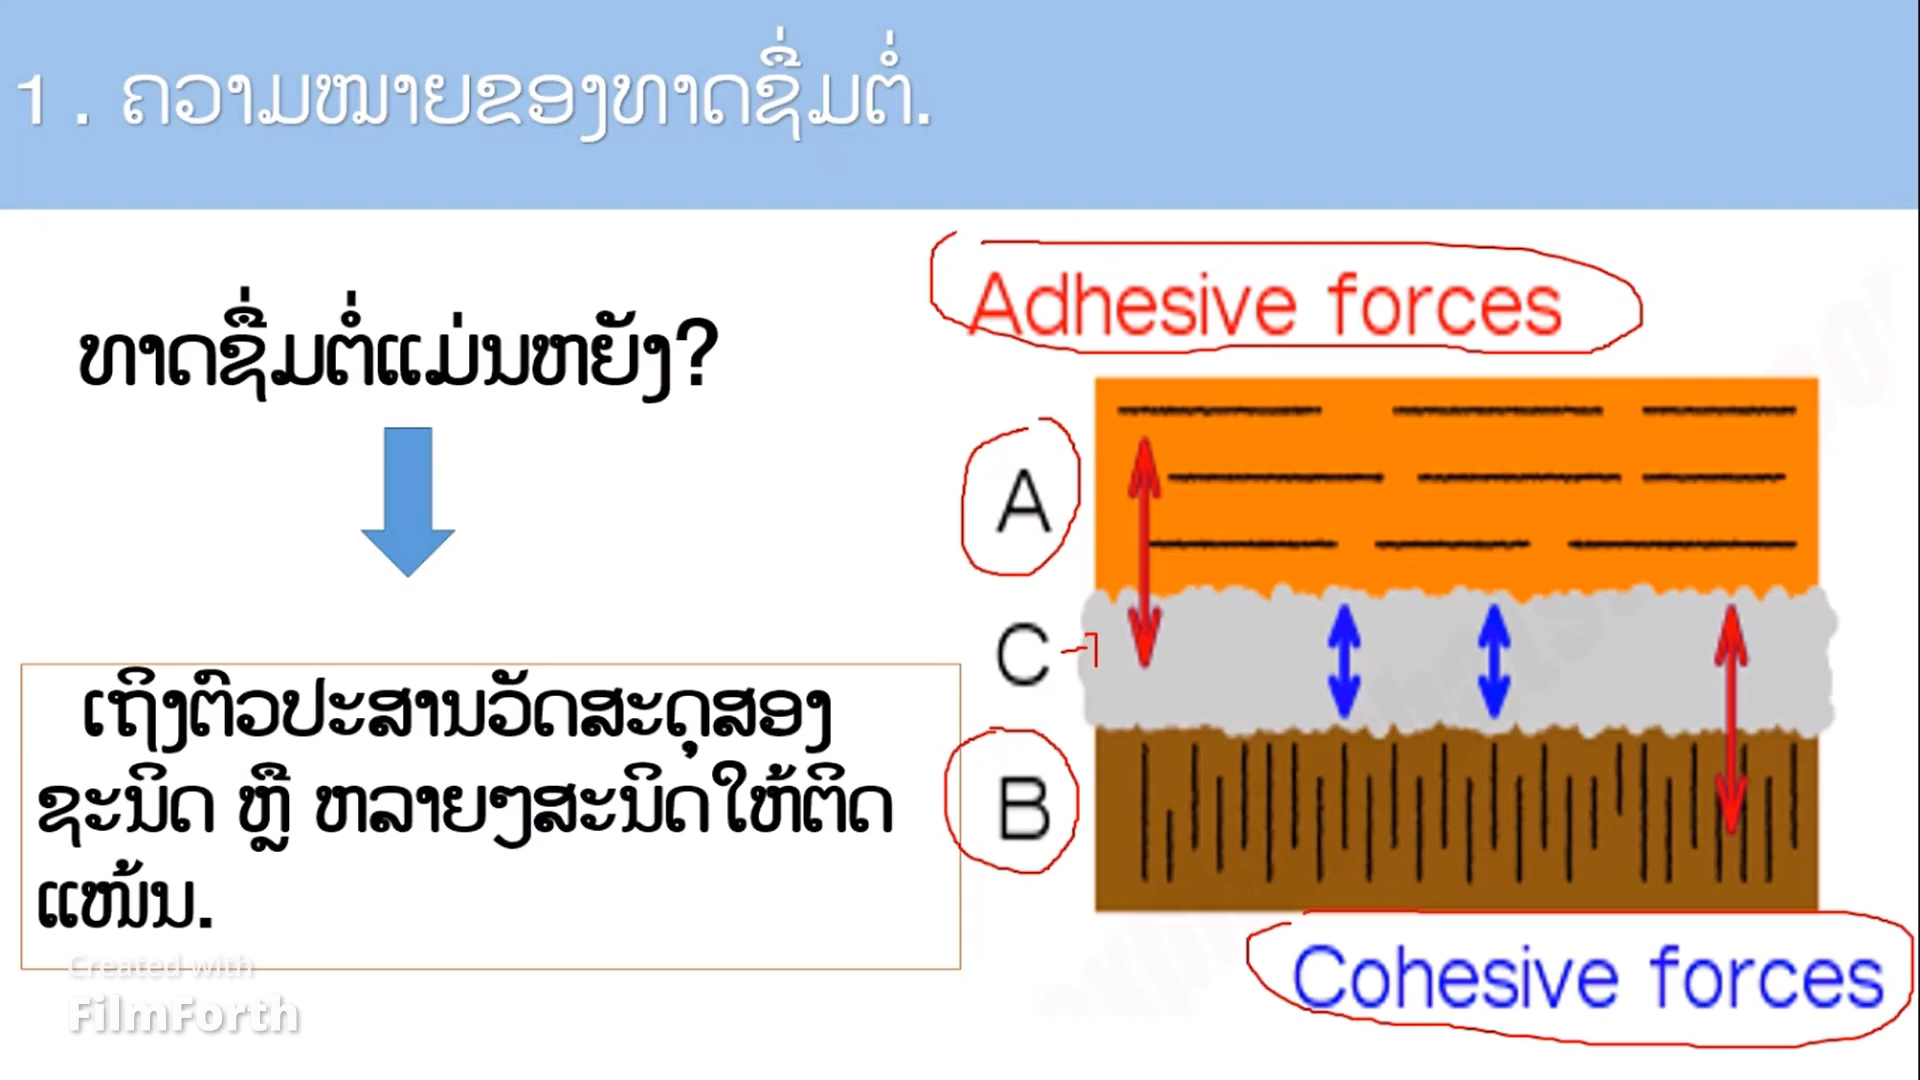 1 . ຄວາມໝາຍຂອງທາດຊື່ມຕໍ່.
ທາດຊື່ມຕໍ່ແມ່ນຫຍັງ?
ເຖິງຕົວປະສານວັດສະດຸສອງ
ຊະນິດ ຫຼື ຫລາຍໆສະນິດໃຫ້ຕິດ
ແໜ້ນ.
Adhesive forces
A
C
B
Cohesive forces
Created with
FilmForth